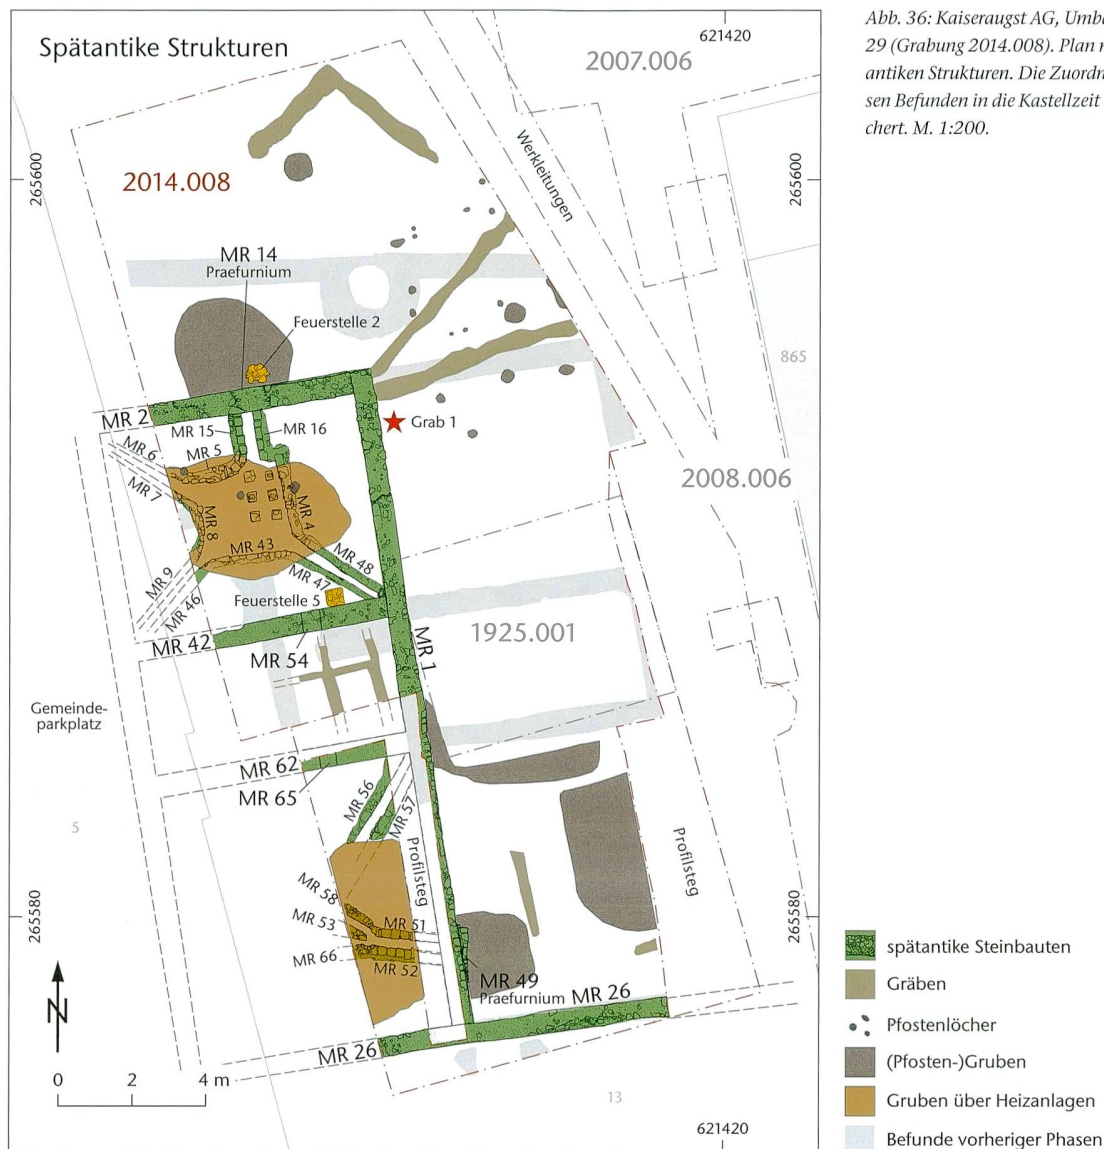 Spätantike Strukturen
621420
2007.006
Abb. 36: Kaiseraugst AG,
29 (Grabung 2014.008). Plan
antiken Strukturen. Die
sen Befunden in die Kastellzeit
chert. M. 1:200.
265600
2014.008
Werkleitungen
265600
MR 14
Praefurnium
Feuerstelle 2
865
MR 2
MR 15
MR 16
Grab 1
MR 6
MR 5
MR 7
2008.006
MR 8
MR 4
MR 43
MR 9
MR 46
MR 47
MR 48
Feuerstelle 5
MR 42
MR 54
MR 1
1925.001
Gemeinde-
parkplatz
MR 62
MR 65
MR 56
MR 57
5
Profilsteg
Profilsteg
MR 58
MR 53
MR 51
MR 66
MR 52
265580
265580
MR 49
Praefurnium
MR 26
MR 26
N
0 2 4 m
13
621420
spätantike Steinbauten
Gräben
Pfostenlöcher
(Pfosten-)Gruben
Gruben über Heizanlagen
Befunde vorheriger Phasen